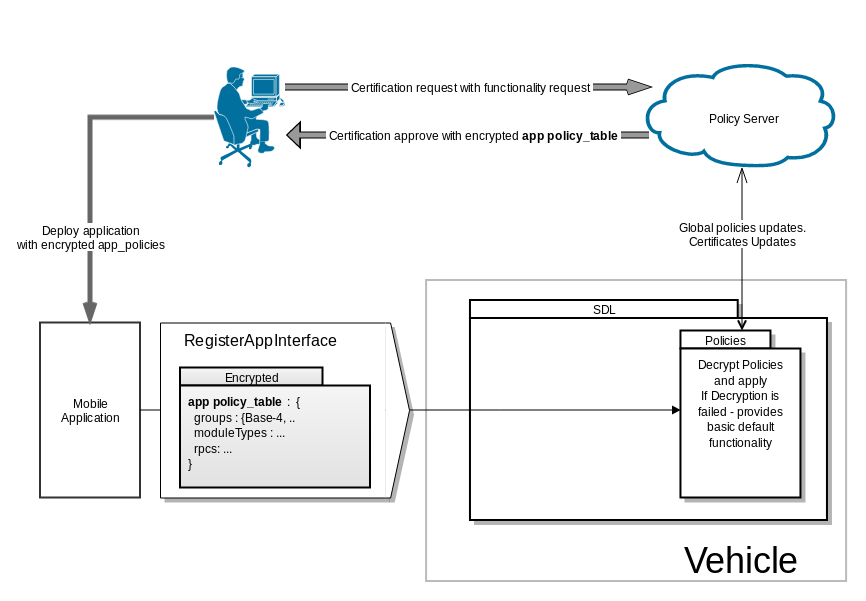 Certification request with functionality request
Policy Server
Certification approve with encrypted app policy_table
Deploy application
with encrypted app_policies
Global policies updates.
Certificates Updates
SDL
RegisterAppInterface
Policies
Encrypted
Decrypt Policies
and apply
If Decryption is
failed - provides
basic default
functionality
Mobile
Application
app policy_table : {
groups : {Base-4, ..
moduleTypes : ...
rpcs: ...
}
Vehicle